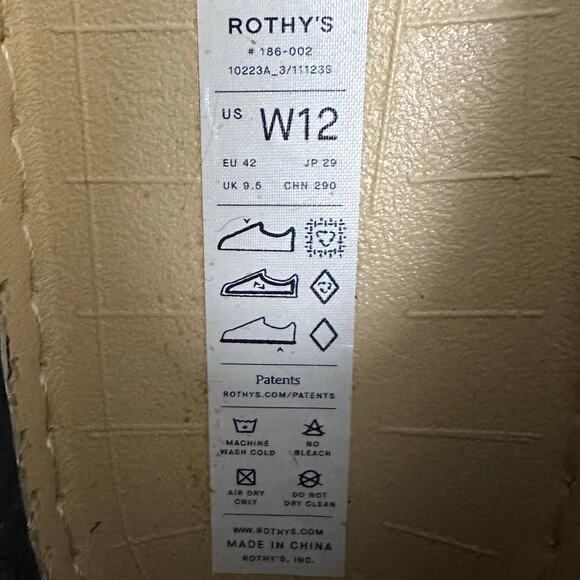 ROTHY'S
# 186-002
10223A_3/11123S
US W12
EU 42 JP 29
UK 9.5 CHN 290
Patents
ROTHYS.COM/PATENTS
MACHINE WASH COLD
NO BLEACH
AIR DRY ONLY
DO NOT DRY CLEAN
WWW.ROTHYS.COM
MADE IN CHINA
ROTHY'S, INC.